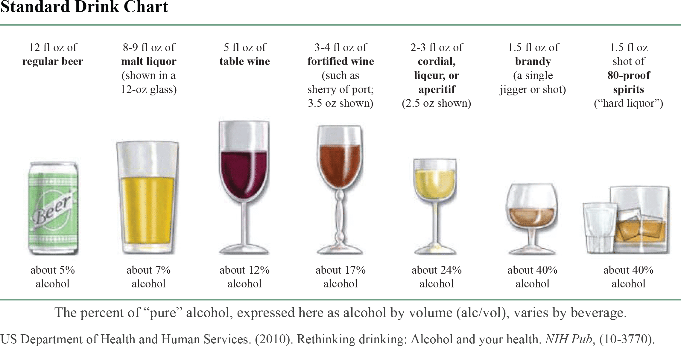 Standard Drink Chart
12 fl oz of
regular beer
8-9 fl oz of
malt liquor
(shown in a
12-oz glass)
5 fl oz of
table wine
3-4 fl oz of
fortified wine
(such as
sherry of port;
3.5 oz shown)
2-3 fl oz of
cordial,
liqeur, or
aperitif
(2.5 oz shown)
1.5 fl oz of
brandy
(a single
jigger or shot)
1.5 fl oz
shot of
80-proof
spirits
(“hard liquor”)
Beer
about 5%
alcohol
about 7%
alcohol
about 12%
alcohol
about 17%
alcohol
about 24%
alcohol
about 40%
alcohol
about 40%
alcohol
The percent of “pure” alcohol, expressed here as alcohol by volume (alc/vol), varies by beverage.
US Department of Health and Human Services. (2010). Rethinking drinking: Alcohol and your health. NIH Pub, (10-3770).